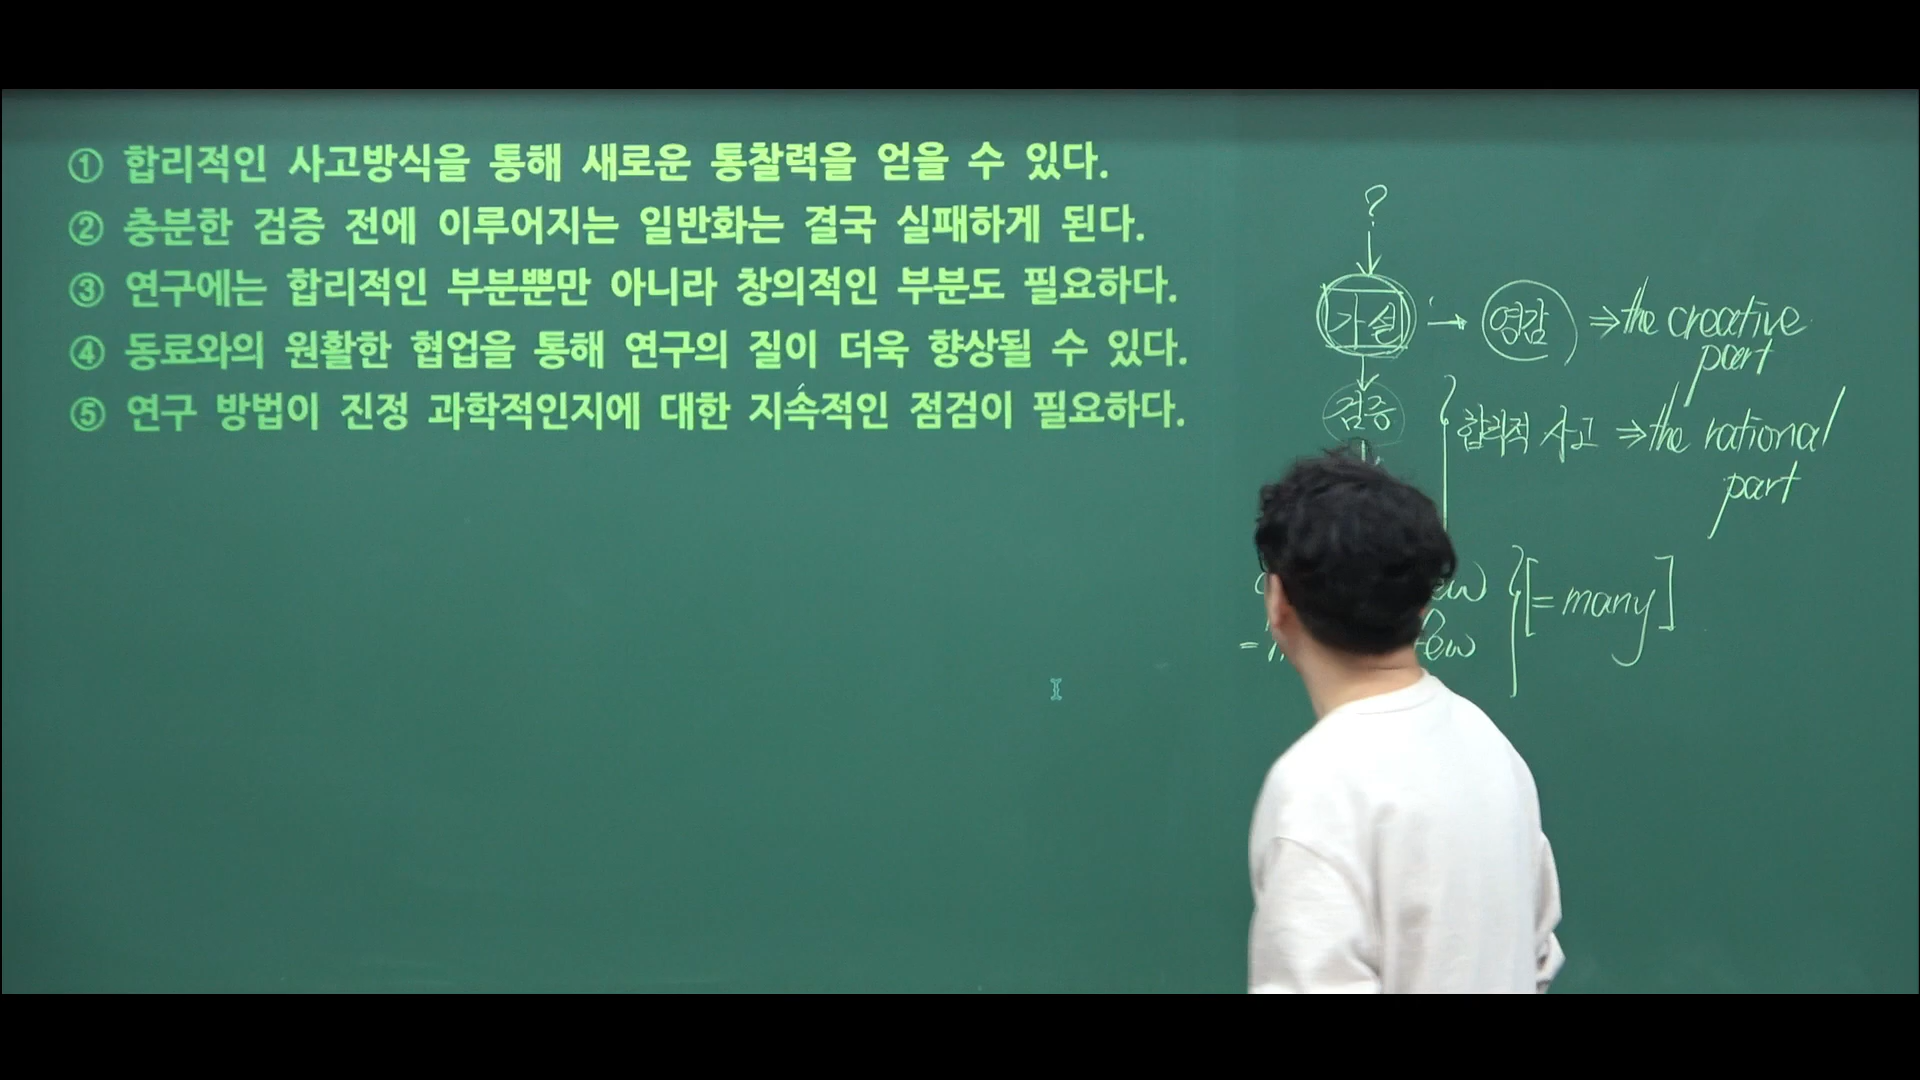 ① 합리적인 사고방식을 통해 새로운 통찰력을 얻을 수 있다.
② 충분한 검증 전에 이루어지는 일반화는 결국 실패하게 된다.
③ 연구에는 합리적인 부분뿐만 아니라 창의적인 부분도 필요하다.
④ 동료와의 원활한 협업을 통해 연구의 질이 더욱 향상될 수 있다.
⑤ 연구 방법이 진정 과학적인지에 대한 지속적인 점검이 필요하다.
?
가설 → 영감 ⇒ the creative
part
검증
합리적 사고 ⇒ the rational
part
[= many]
few